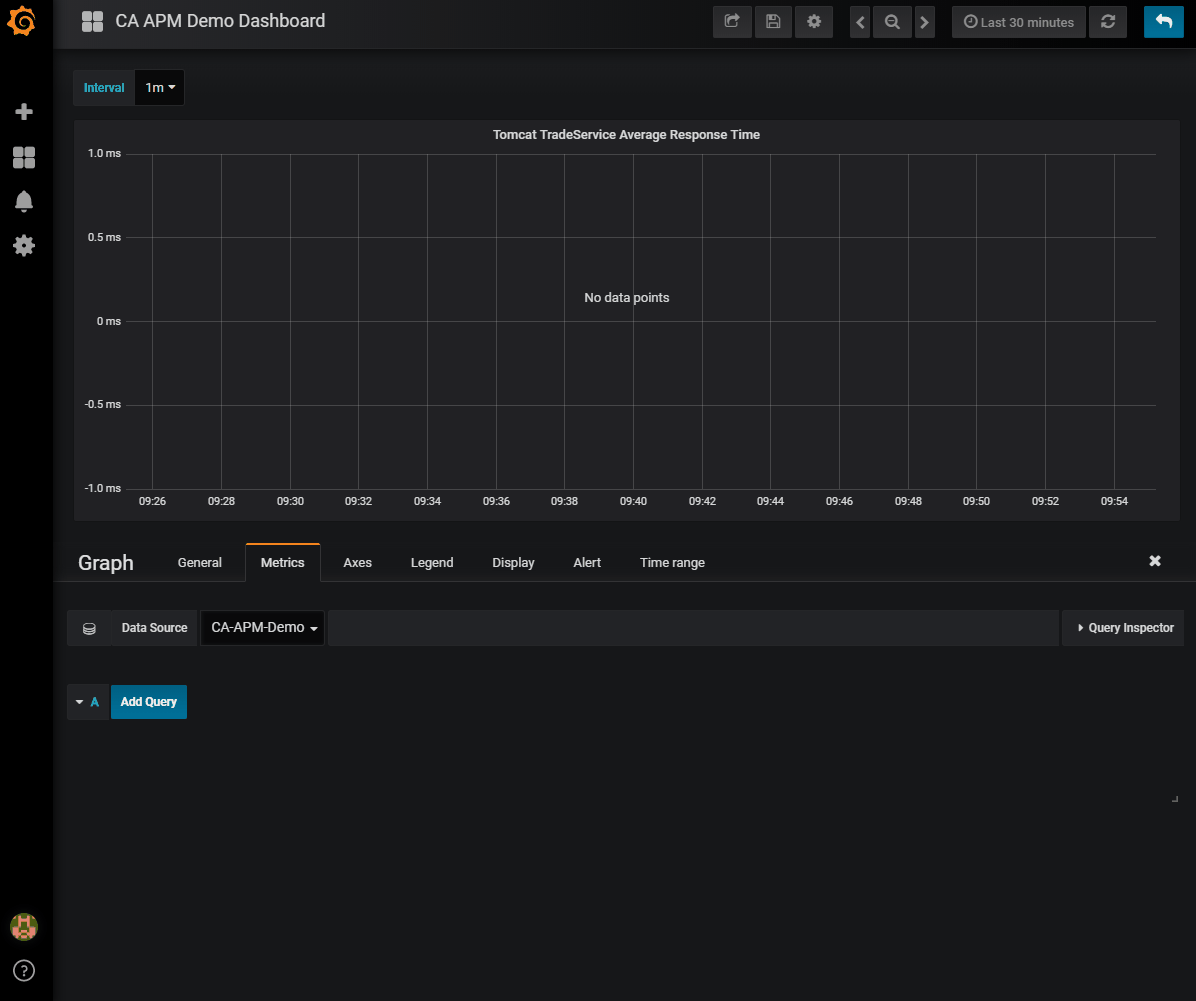 CA APM Demo Dashboard
Last 30 minutes
Interval 1m
Tomcat TradeService Average Response Time
1.0 ms
0.5 ms
No data points
0 ms
-0.5 ms
-1.0 ms
09:26 09:28 09:30 09:32 09:34 09:36 09:38 09:40 09:42 09:44 09:46 09:48 09:50 09:52 09:54
Graph General Metrics Axes Legend Display Alert Time range
Data Source CA-APM-Demo Query Inspector
A Add Query
?